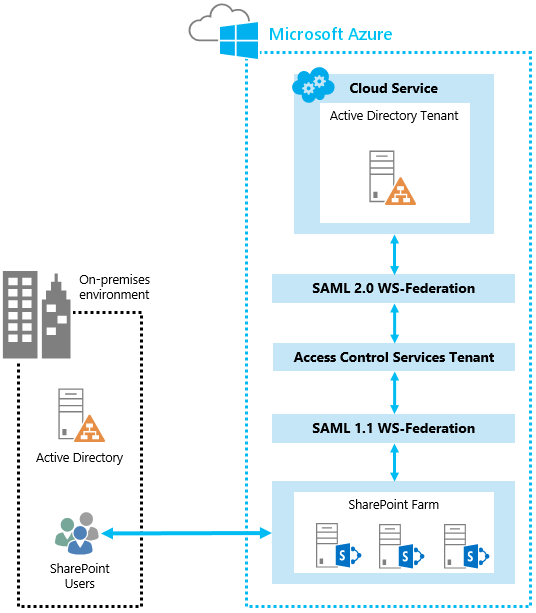 Microsoft Azure
Cloud Service
Active Directory Tenant
SAML 2.0 WS-Federation
Access Control Services Tenant
SAML 1.1 WS-Federation
SharePoint Farm
S
S
S
On-premises
environment
Active Directory
SharePoint
Users